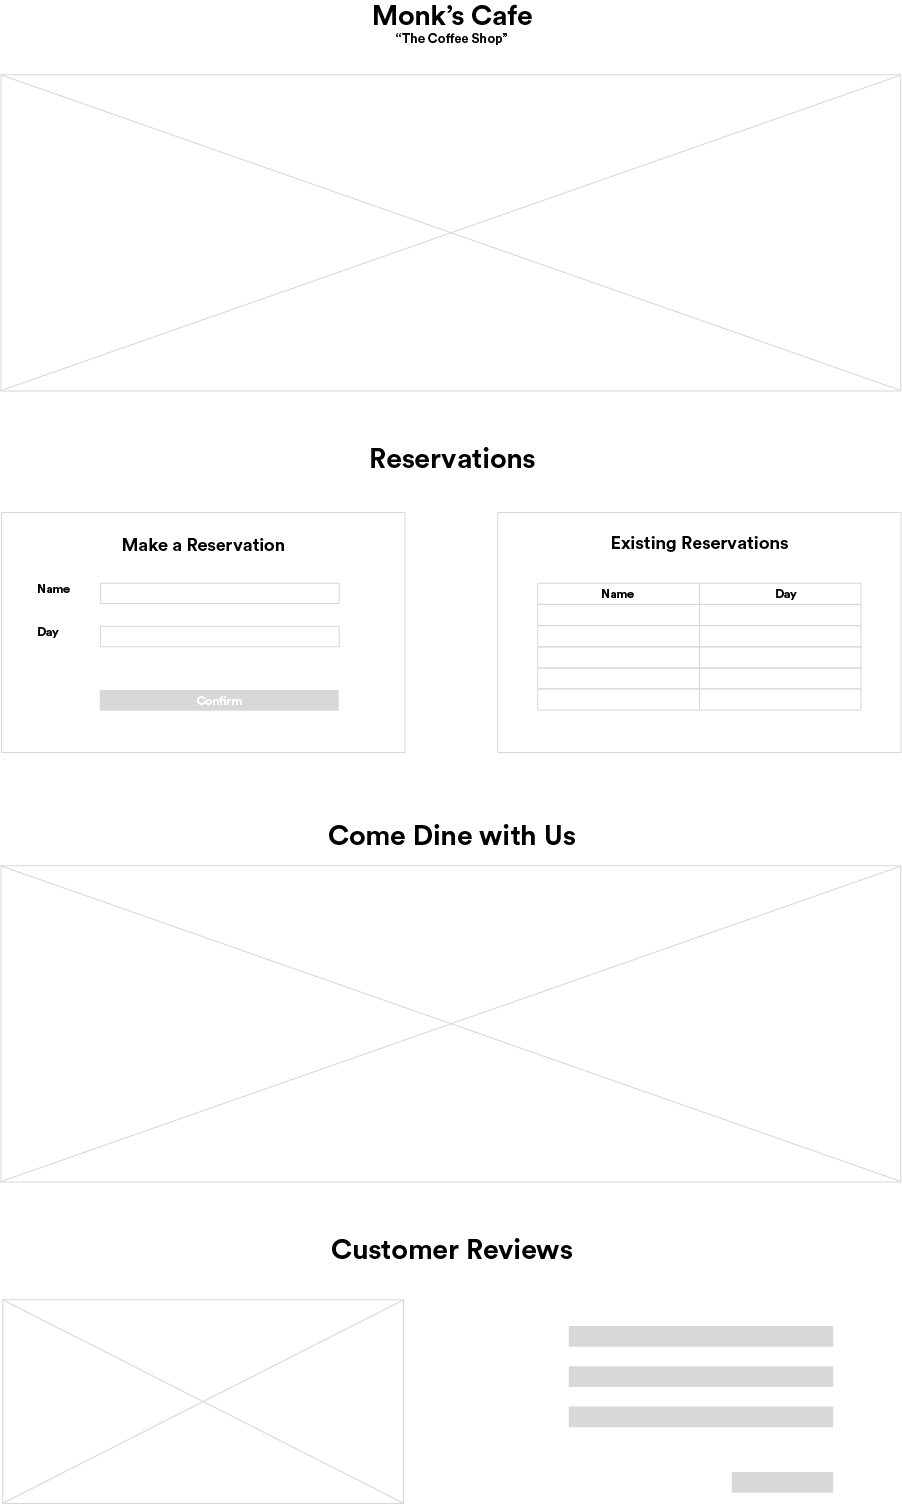 Monk’s Cafe
“The Coffee Shop”
Reservations
Make a Reservation
Name
Day
Confirm
Existing Reservations
Name Day
Come Dine with Us
Customer Reviews